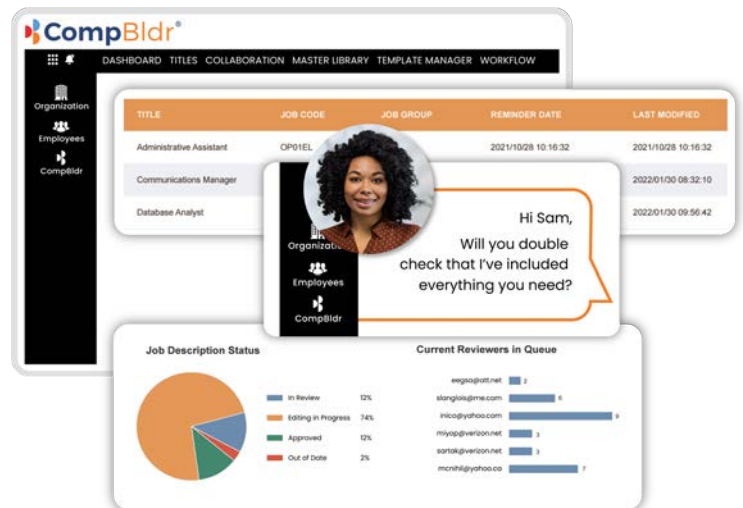 CompBldr®
DASHBOARD TITLES COLLABORATION MASTER LIBRARY TEMPLATE MANAGER WORKFLOW
Organization
Employees
CompBldr
TITLE JOB CODE JOB GROUP REMINDER DATE LAST MODIFIED
Administrative Assistant OP01EL 2021/10/28 10:16:32 2021/10/28 10:16:32
Communications Manager 2022/01/30 08:32:10
Database Analyst 2022/01/30 09:56:42
Organizati
Employees
CompBldr
Hi Sam,
Will you double
check that I've included
everything you need?
Job Description Status
In Review 12%
Editing in Progress 74%
Approved 12%
Out of Date 2%
Current Reviewers in Queue
eegsa@att.net 2
slanglois@me.com 6
inico@yahoo.com 9
miyop@verizon.net 3
sartak@verizon.net 3
mcnihil@yahoo.co 7